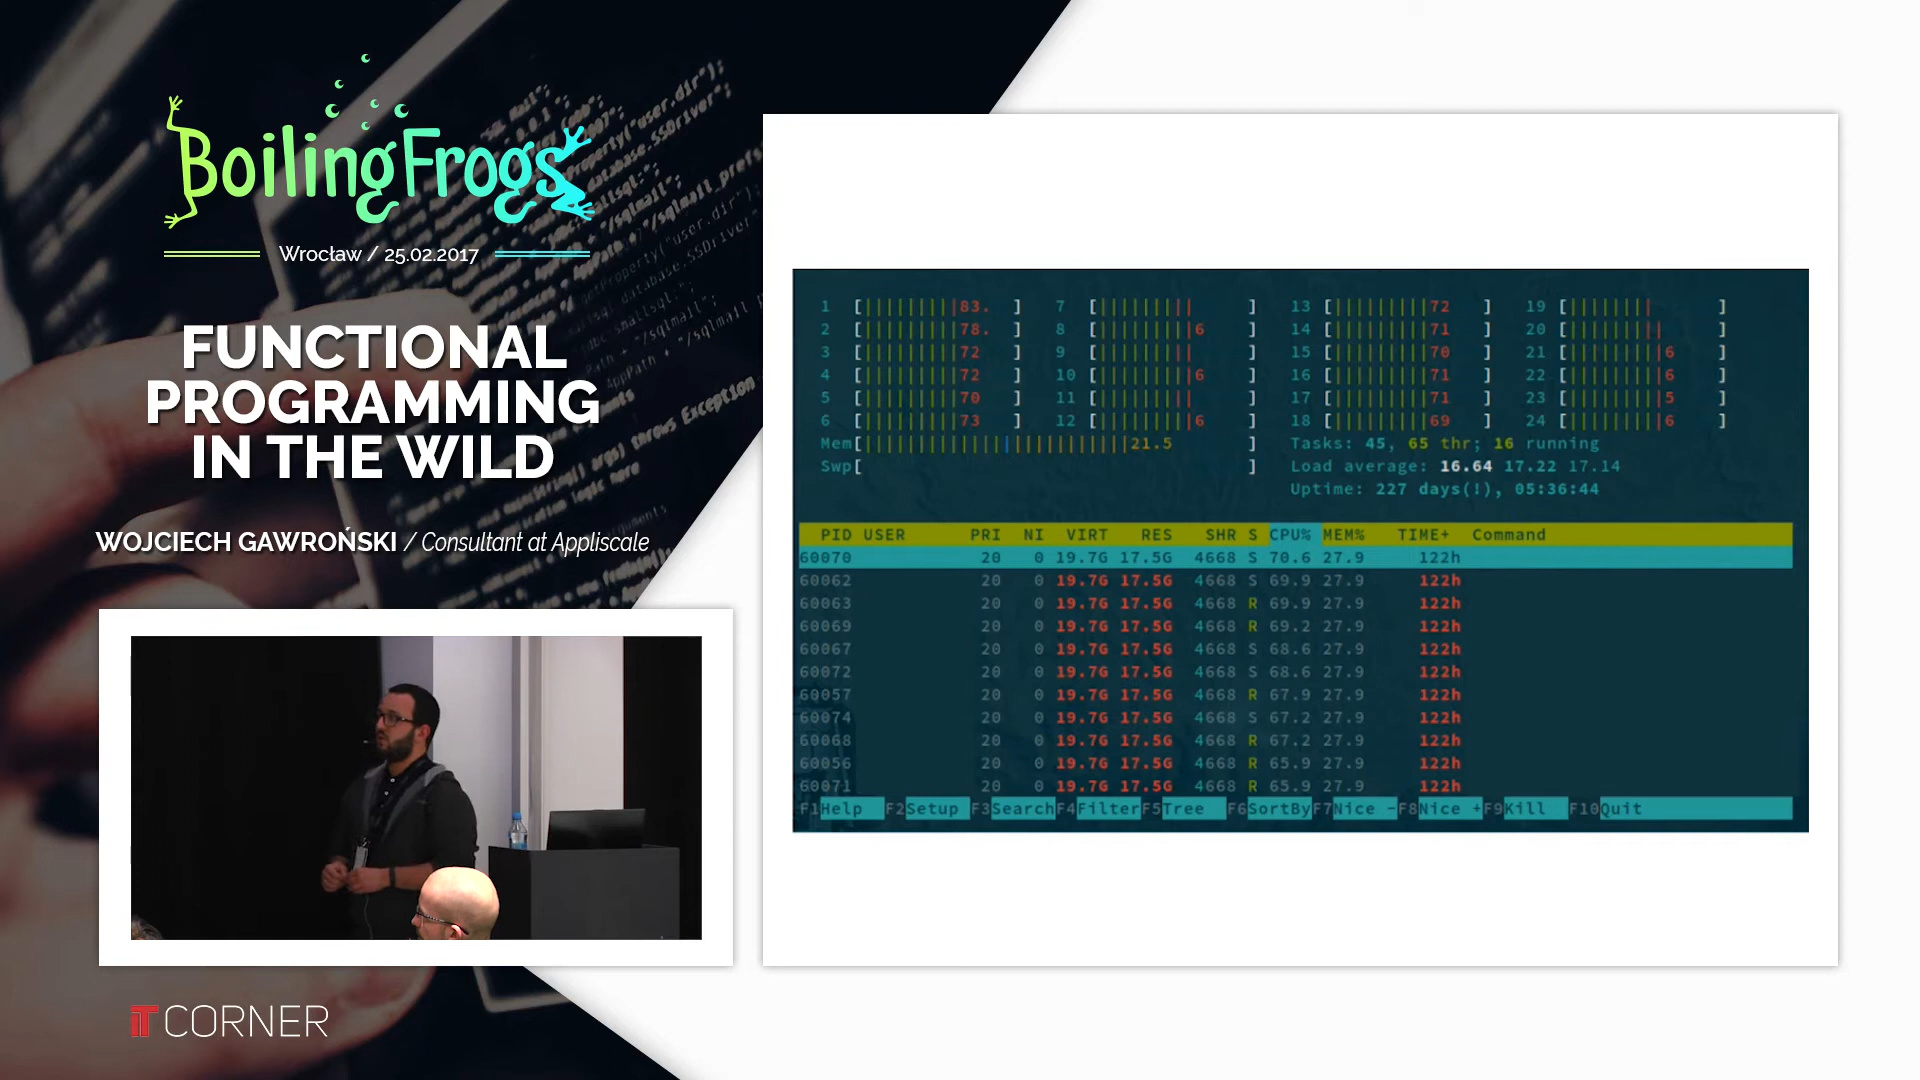 BoilingFrogs
Wrocław / 25.02.2017
FUNCTIONAL
PROGRAMMING
IN THE WILD
WOJCIECH GAWROŃSKI / Consultant at Appliscale
1 [||||||||||83. ] 7 [|||||||||| ] 13 [||||||||||72 ] 19 [|||||||| ]
2 [||||||||||78. ] 8 [||||||||||6 ] 14 [||||||||||71 ] 20 [||||||||| ]
3 [||||||||||72 ] 9 [|||||||||| ] 15 [||||||||||70 ] 21 [|||||||||6 ]
4 [||||||||||72 ] 10 [||||||||||6 ] 16 [||||||||||71 ] 22 [|||||||||6 ]
5 [||||||||||70 ] 11 [|||||||||| ] 17 [||||||||||71 ] 23 [|||||||||5 ]
6 [||||||||||73 ] 12 [||||||||||6 ] 18 [||||||||||69 ] 24 [|||||||||6 ]
Mem[|||||||||||||||||||||||||21.5 ] Tasks: 45, 65 thr; 16 running
Swp[ ] Load average: 16.64 17.22 17.14
Uptime: 227 days(!), 05:36:44
PID USER PRI NI VIRT RES SHR S CPU% MEM% TIME+ Command
60070 20 0 19.7G 17.5G 4668 S 70.6 27.9 122h
60062 20 0 19.7G 17.5G 4668 S 69.9 27.9 122h
60063 20 0 19.7G 17.5G 4668 R 69.9 27.9 122h
60069 20 0 19.7G 17.5G 4668 R 69.2 27.9 122h
60067 20 0 19.7G 17.5G 4668 S 68.6 27.9 122h
60072 20 0 19.7G 17.5G 4668 S 68.6 27.9 122h
60057 20 0 19.7G 17.5G 4668 R 67.9 27.9 122h
60074 20 0 19.7G 17.5G 4668 S 67.2 27.9 122h
60068 20 0 19.7G 17.5G 4668 R 67.2 27.9 122h
60056 20 0 19.7G 17.5G 4668 R 65.9 27.9 122h
60071 20 0 19.7G 17.5G 4668 R 65.9 27.9 122h
F1Help F2Setup F3SearchF4FilterF5Tree F6SortByF7Nice -F8Nice +F9Kill F10Quit
IT CORNER